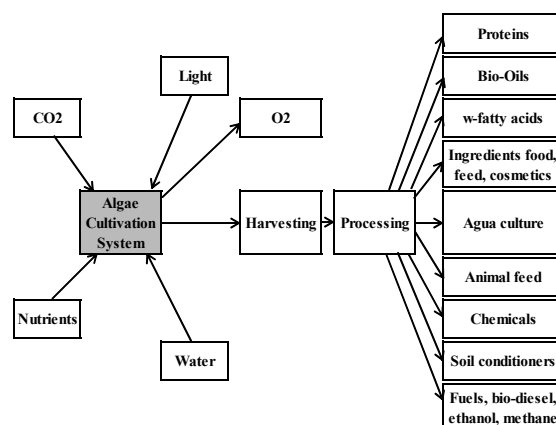 Light
CO2
O2
Algae
Cultivation
System
Harvesting
Processing
Nutrients
Water
Proteins
Bio-Oils
w-fatty acids
Ingredients food,
feed, cosmetics
Agua culture
Animal feed
Chemicals
Soil conditioners
Fuels, bio-diesel,
ethanol, methane